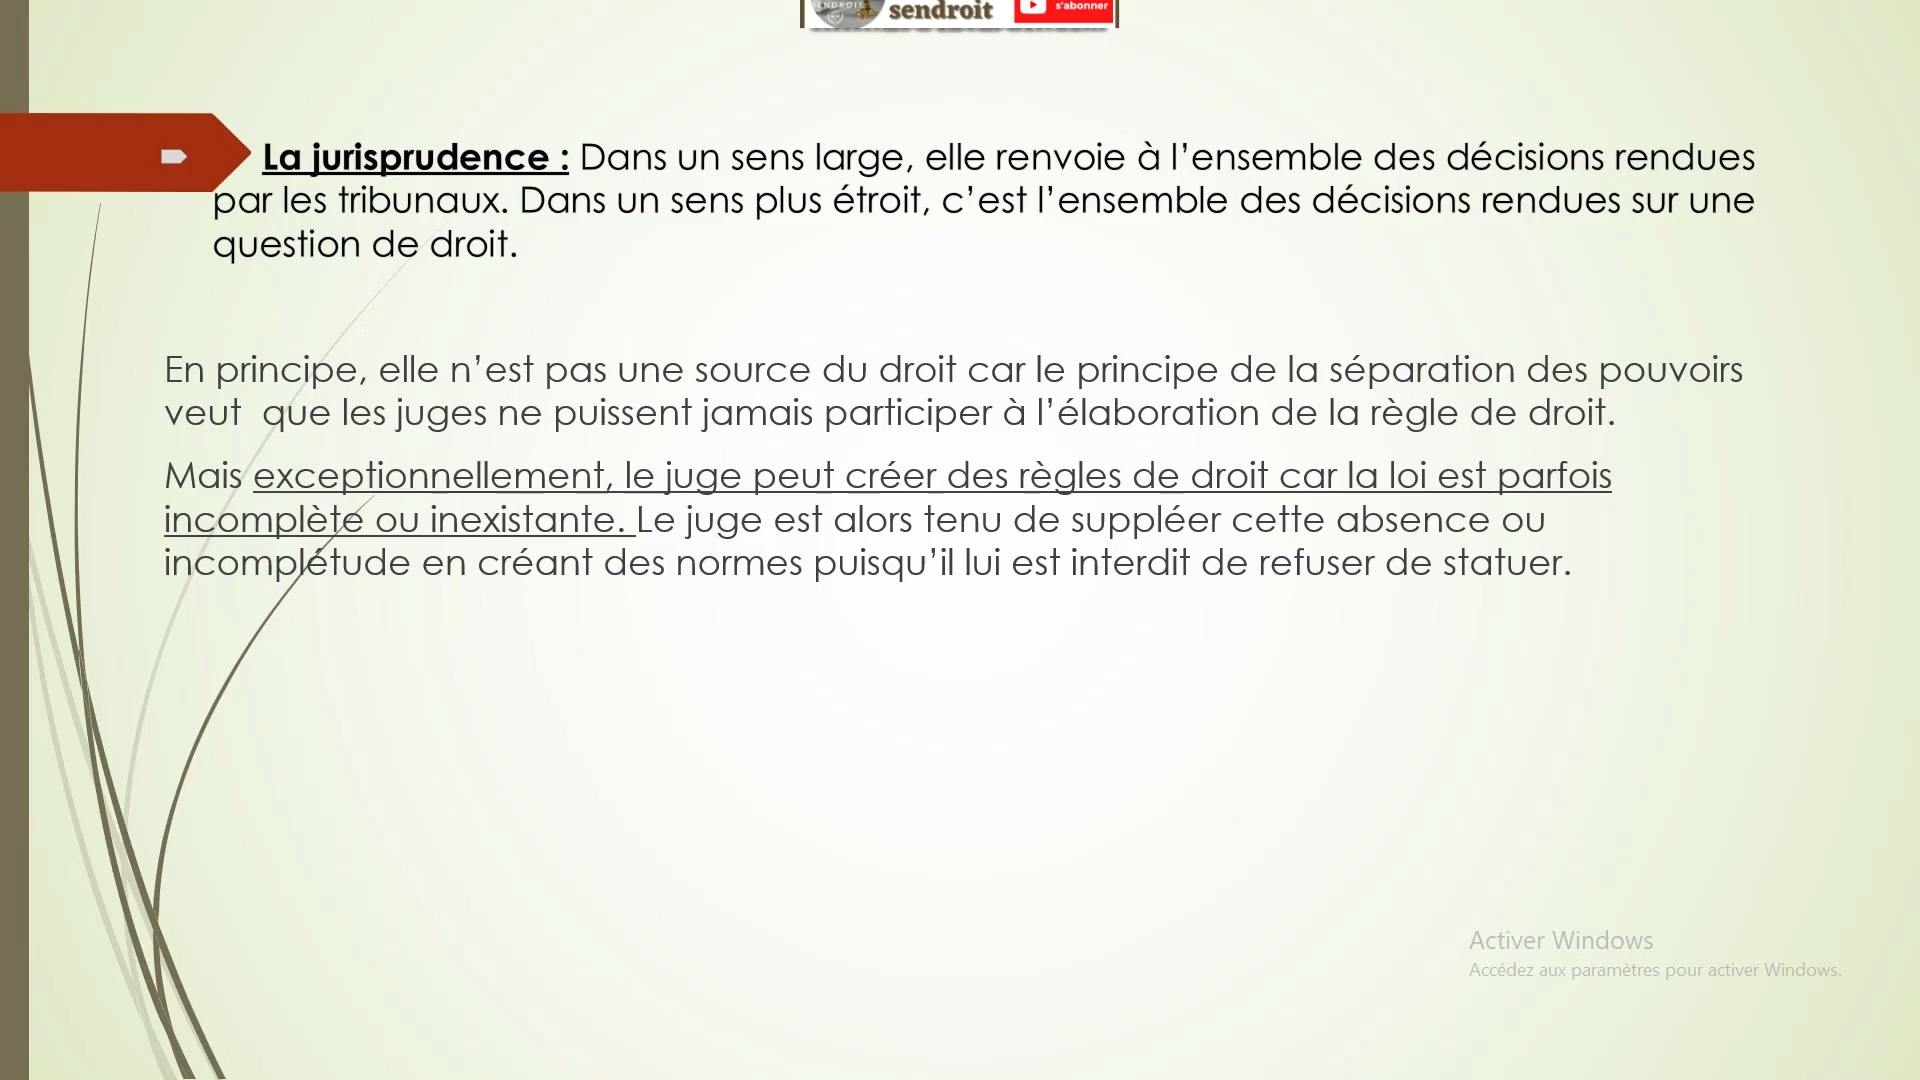 SENDROIT
sendroit
s'abonner
La jurisprudence : Dans un sens large, elle renvoie à l’ensemble des décisions rendues
par les tribunaux. Dans un sens plus étroit, c’est l’ensemble des décisions rendues sur une
question de droit.
En principe, elle n’est pas une source du droit car le principe de la séparation des pouvoirs
veut  que les juges ne puissent jamais participer à l’élaboration de la règle de droit.
Mais exceptionnellement, le juge peut créer des règles de droit car la loi est parfois
incomplète ou inexistante. Le juge est alors tenu de suppléer cette absence ou
incomplétude en créant des normes puisqu’il lui est interdit de refuser de statuer.
Activer Windows
Accédez aux paramètres pour activer Windows.